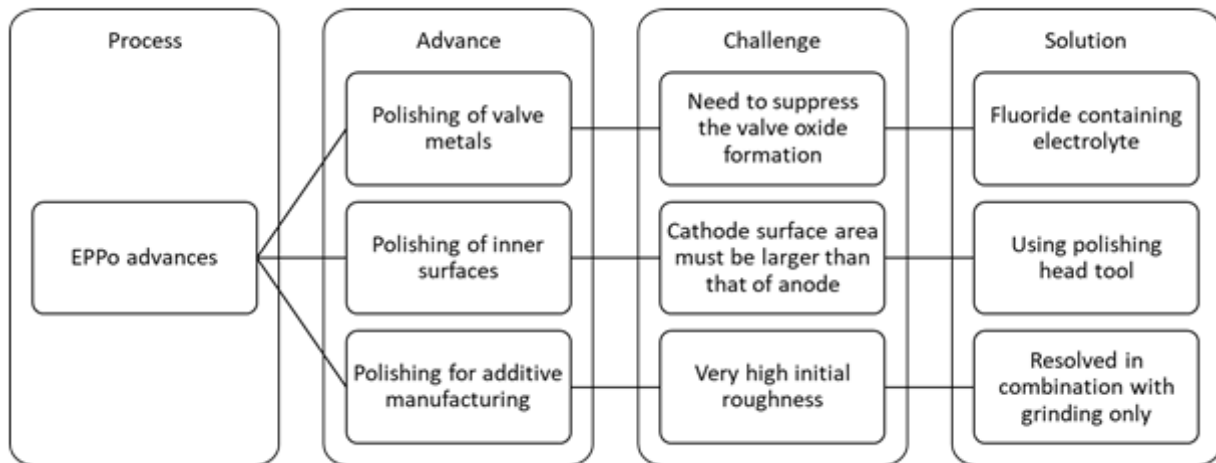 Process
Advance
Challenge
Solution
EPPo advances
Polishing of valve
metals
Need to suppress
the valve oxide
formation
Fluoride containing
electrolyte
Polishing of inner
surfaces
Cathode surface area
must be larger than
that of anode
Using polishing
head tool
Polishing for additive
manufacturing
Very high initial
roughness
Resolved in
combination with
grinding only